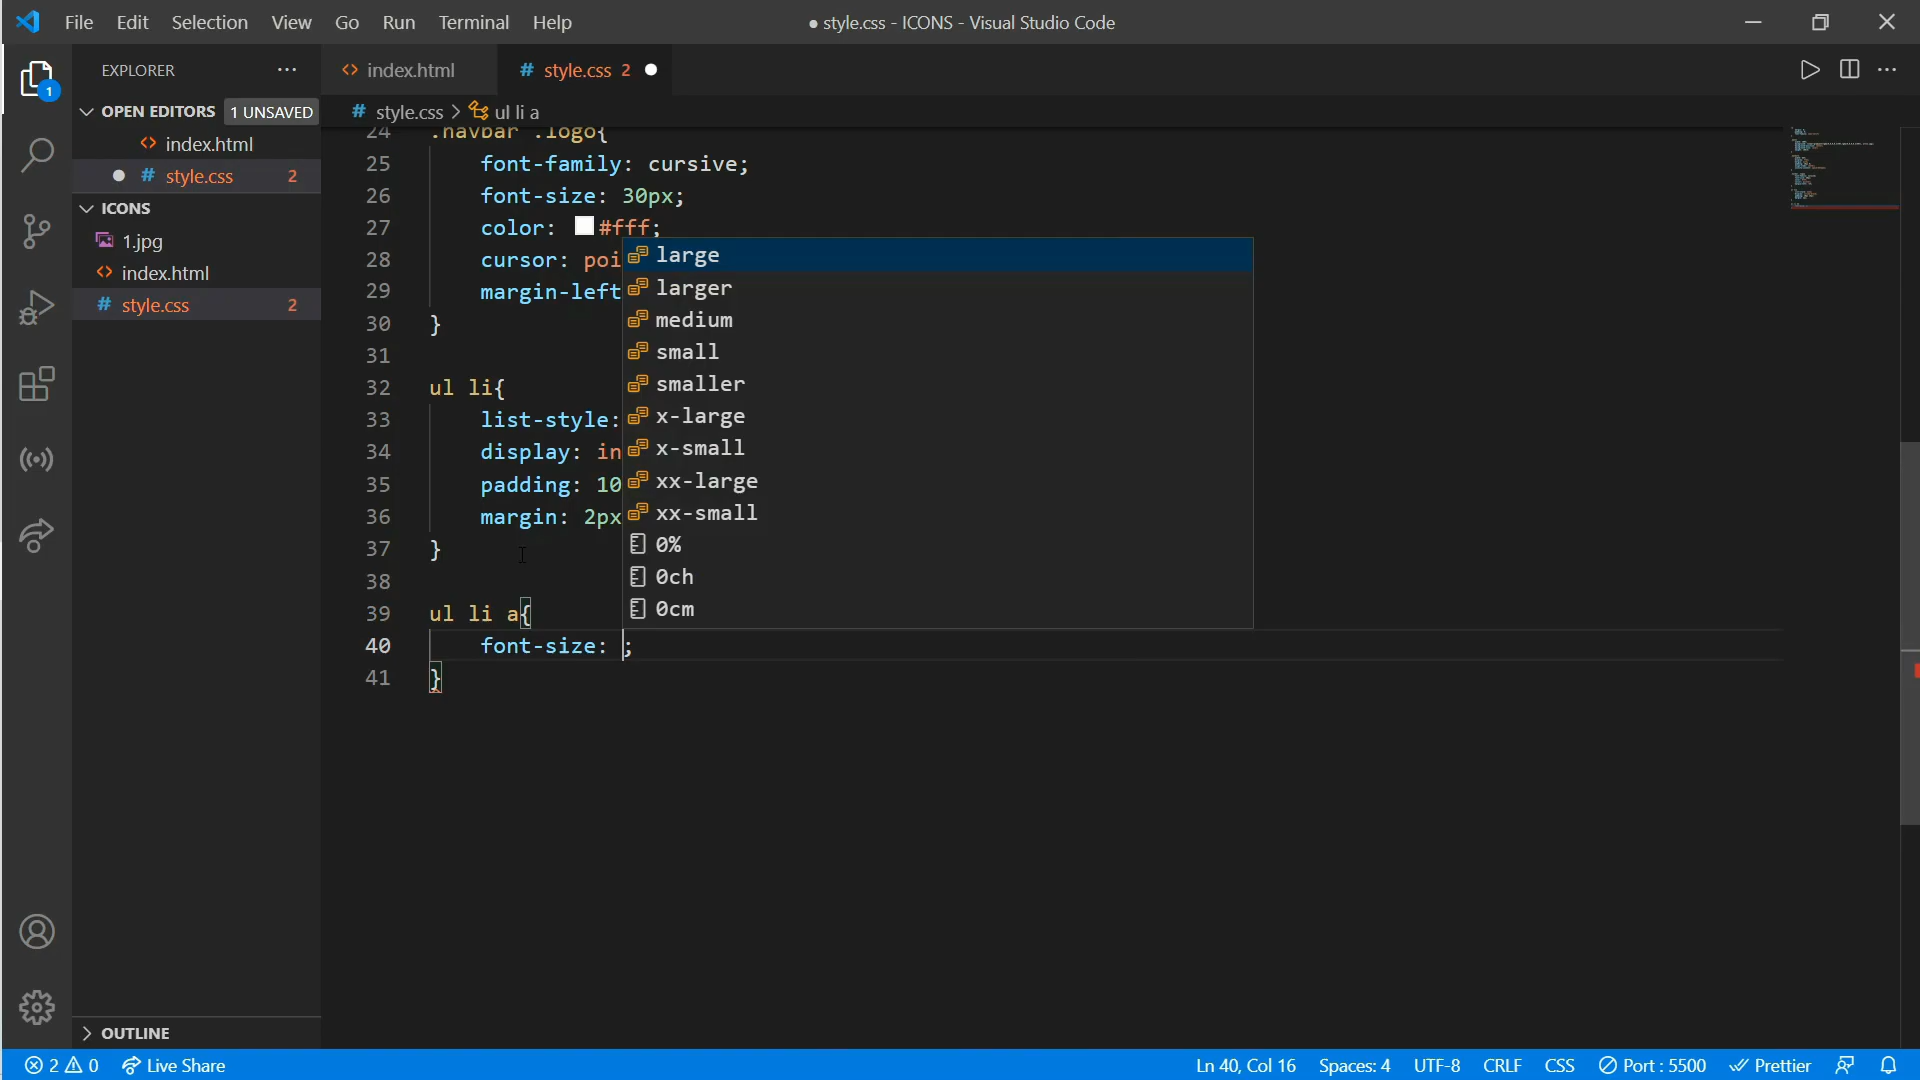 File Edit Selection View Go Run Terminal Help
● style.css - ICONS - Visual Studio Code
EXPLORER ···
index.html
# style.css 2
OPEN EDITORS 1 UNSAVED
index.html
# style.css 2
ICONS
1.jpg
index.html
# style.css 2
OUTLINE
1
# style.css > ul li a
24 .navbar .logo{
25 font-family: cursive;
26 font-size: 30px;
27 color: #fff;
28 cursor: poi
29 margin-left
30 }
31
32 ul li{
33 list-style:
34 display: in
35 padding: 10
36 margin: 2px
37 }
38
39 ul li a{
40 font-size: ;
41 }
large
larger
medium
small
smaller
x-large
x-small
xx-large
xx-small
0%
0ch
0cm
2 0 Live Share
Ln 40, Col 16 Spaces: 4 UTF-8 CRLF CSS Port : 5500 Prettier